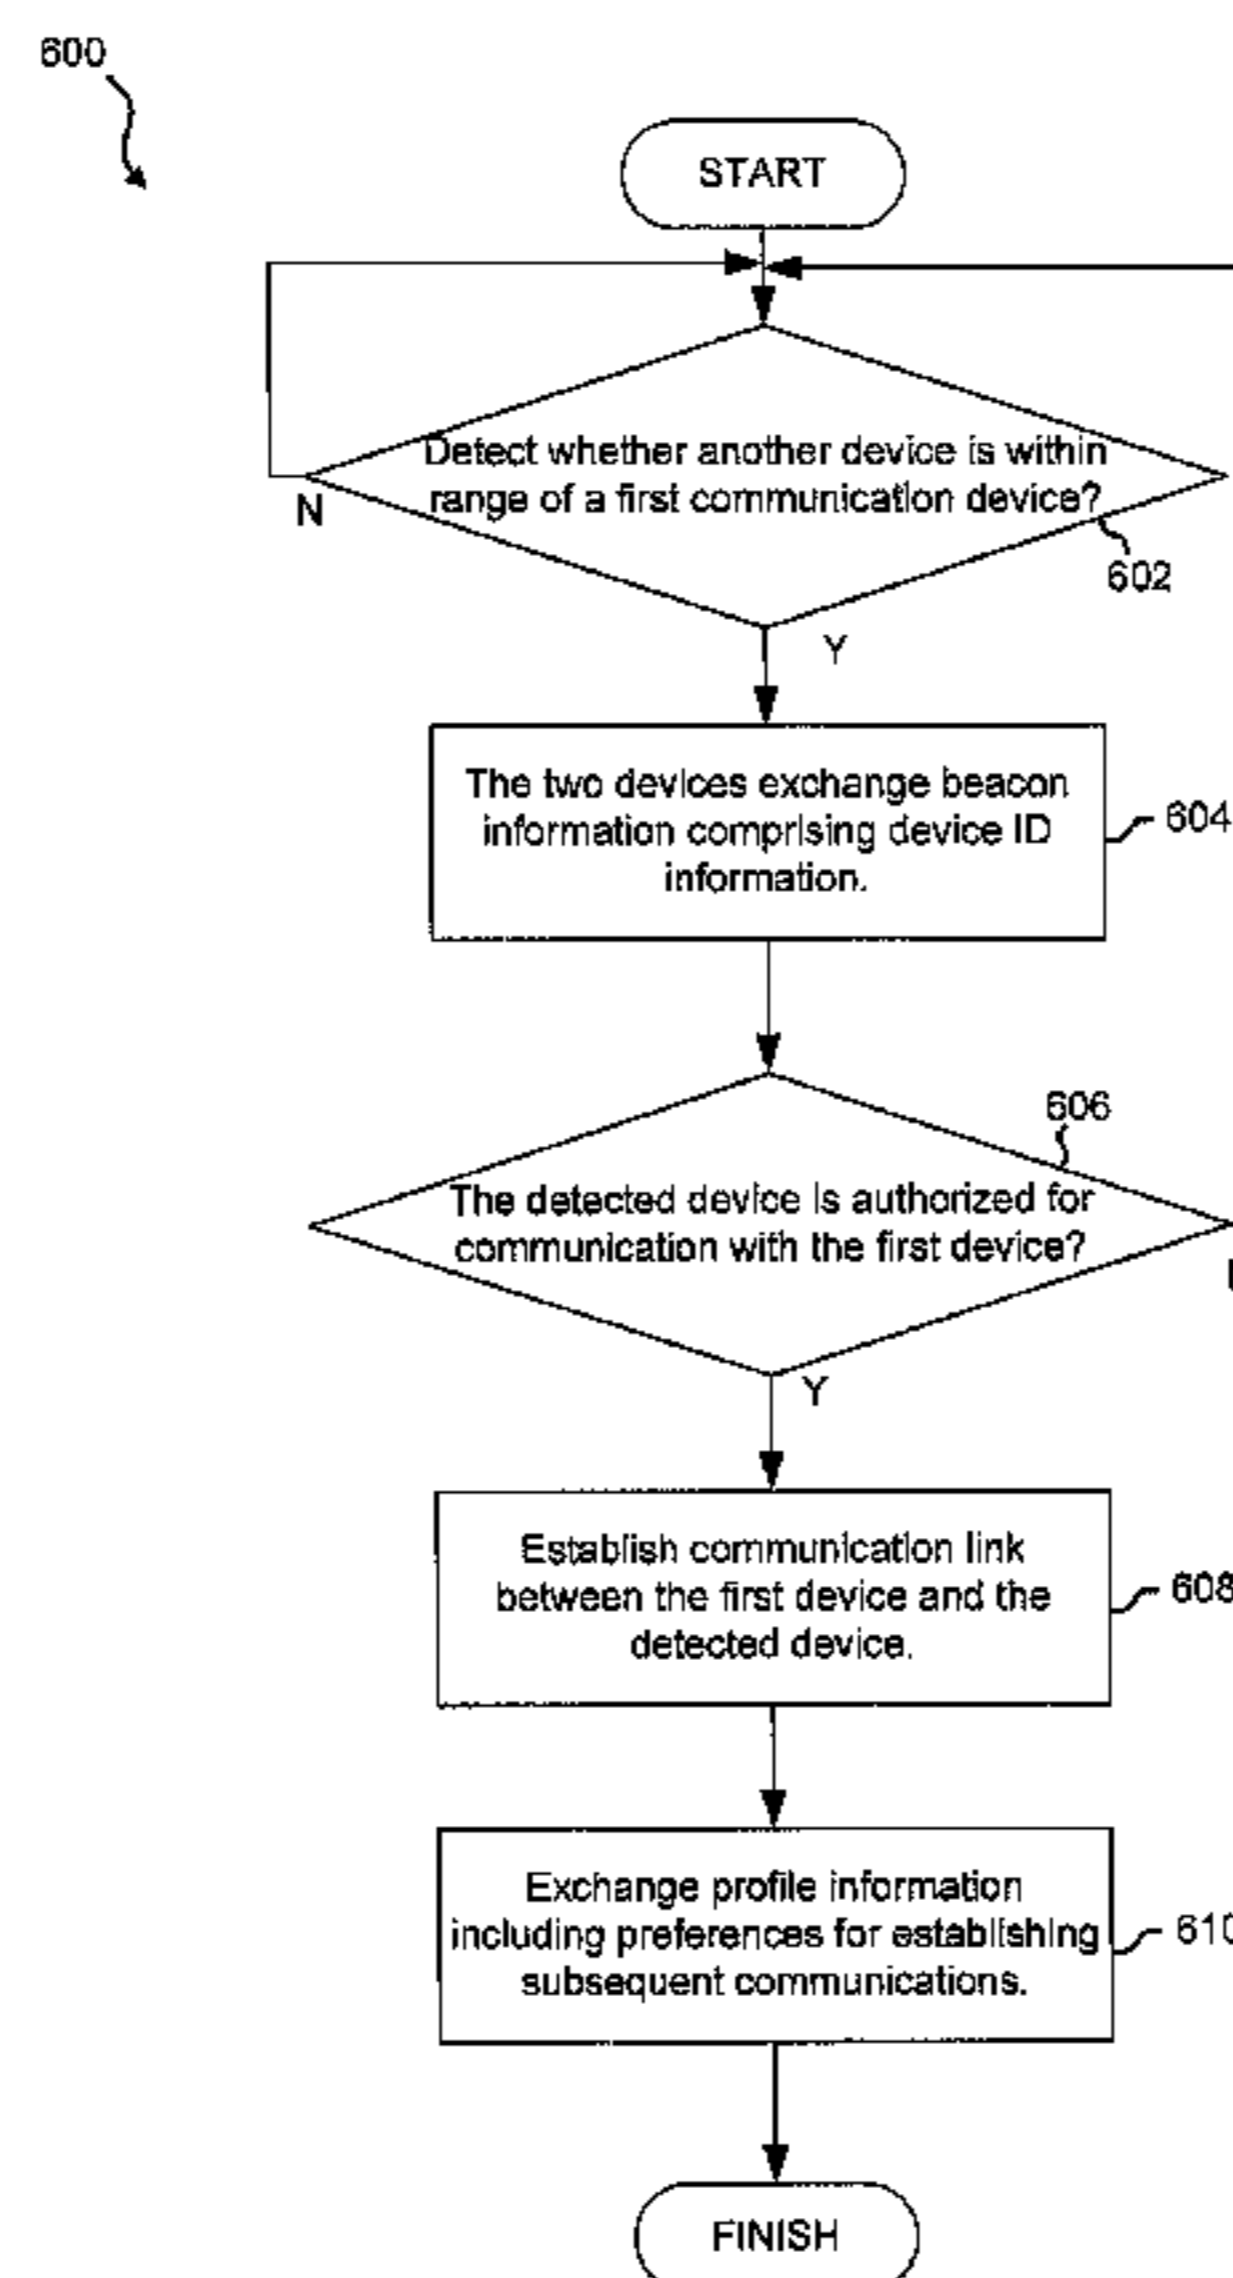 600
START
Detect whether another device is within
range of a first communication device?
N
602
Y
The two devices exchange beacon
information comprising device ID
information.
604
606
The detected device is authorized for
communication with the first device?
Y
Establish communication link
between the first device and the
detected device.
608
Exchange profile information
including preferences for establishing
subsequent communications.
610
FINISH